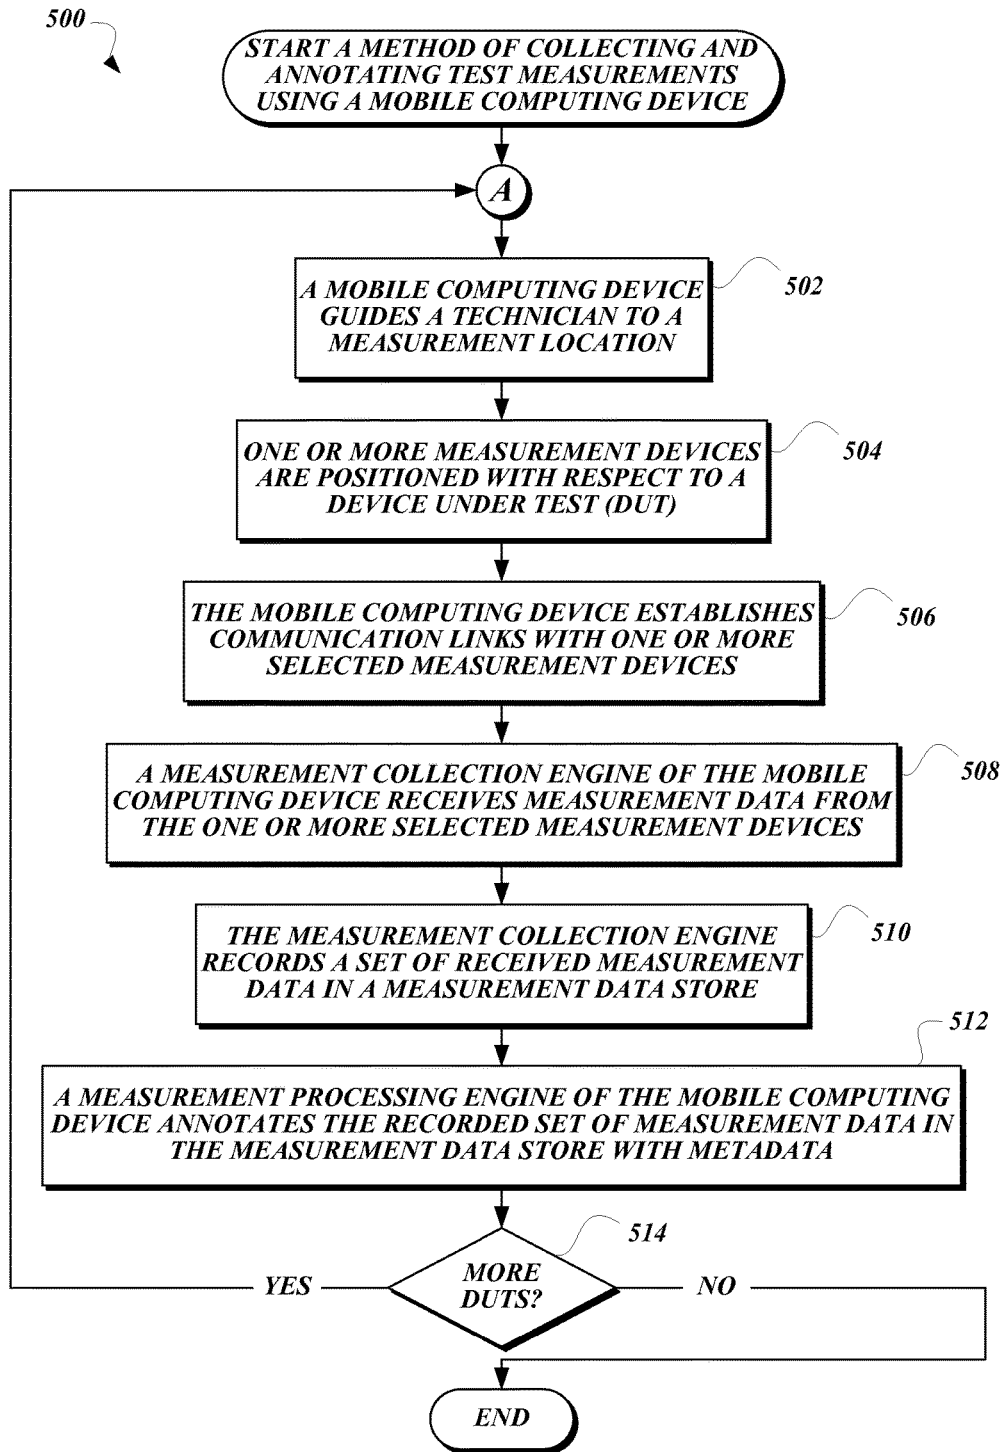 500
START A METHOD OF COLLECTING AND
ANNOTATING TEST MEASUREMENTS
USING A MOBILE COMPUTING DEVICE
A
A MOBILE COMPUTING DEVICE
GUIDES A TECHNICIAN TO A
MEASUREMENT LOCATION
502
ONE OR MORE MEASUREMENT DEVICES
ARE POSITIONED WITH RESPECT TO A
DEVICE UNDER TEST (DUT)
504
THE MOBILE COMPUTING DEVICE ESTABLISHES
COMMUNICATION LINKS WITH ONE OR MORE
SELECTED MEASUREMENT DEVICES
506
A MEASUREMENT COLLECTION ENGINE OF THE MOBILE
COMPUTING DEVICE RECEIVES MEASUREMENT DATA FROM
THE ONE OR MORE SELECTED MEASUREMENT DEVICES
508
THE MEASUREMENT COLLECTION ENGINE
RECORDS A SET OF RECEIVED MEASUREMENT
DATA IN A MEASUREMENT DATA STORE
510
A MEASUREMENT PROCESSING ENGINE OF THE MOBILE COMPUTING
DEVICE ANNOTATES THE RECORDED SET OF MEASUREMENT DATA IN
THE MEASUREMENT DATA STORE WITH METADATA
512
MORE
DUTS?
514
YES
NO
END